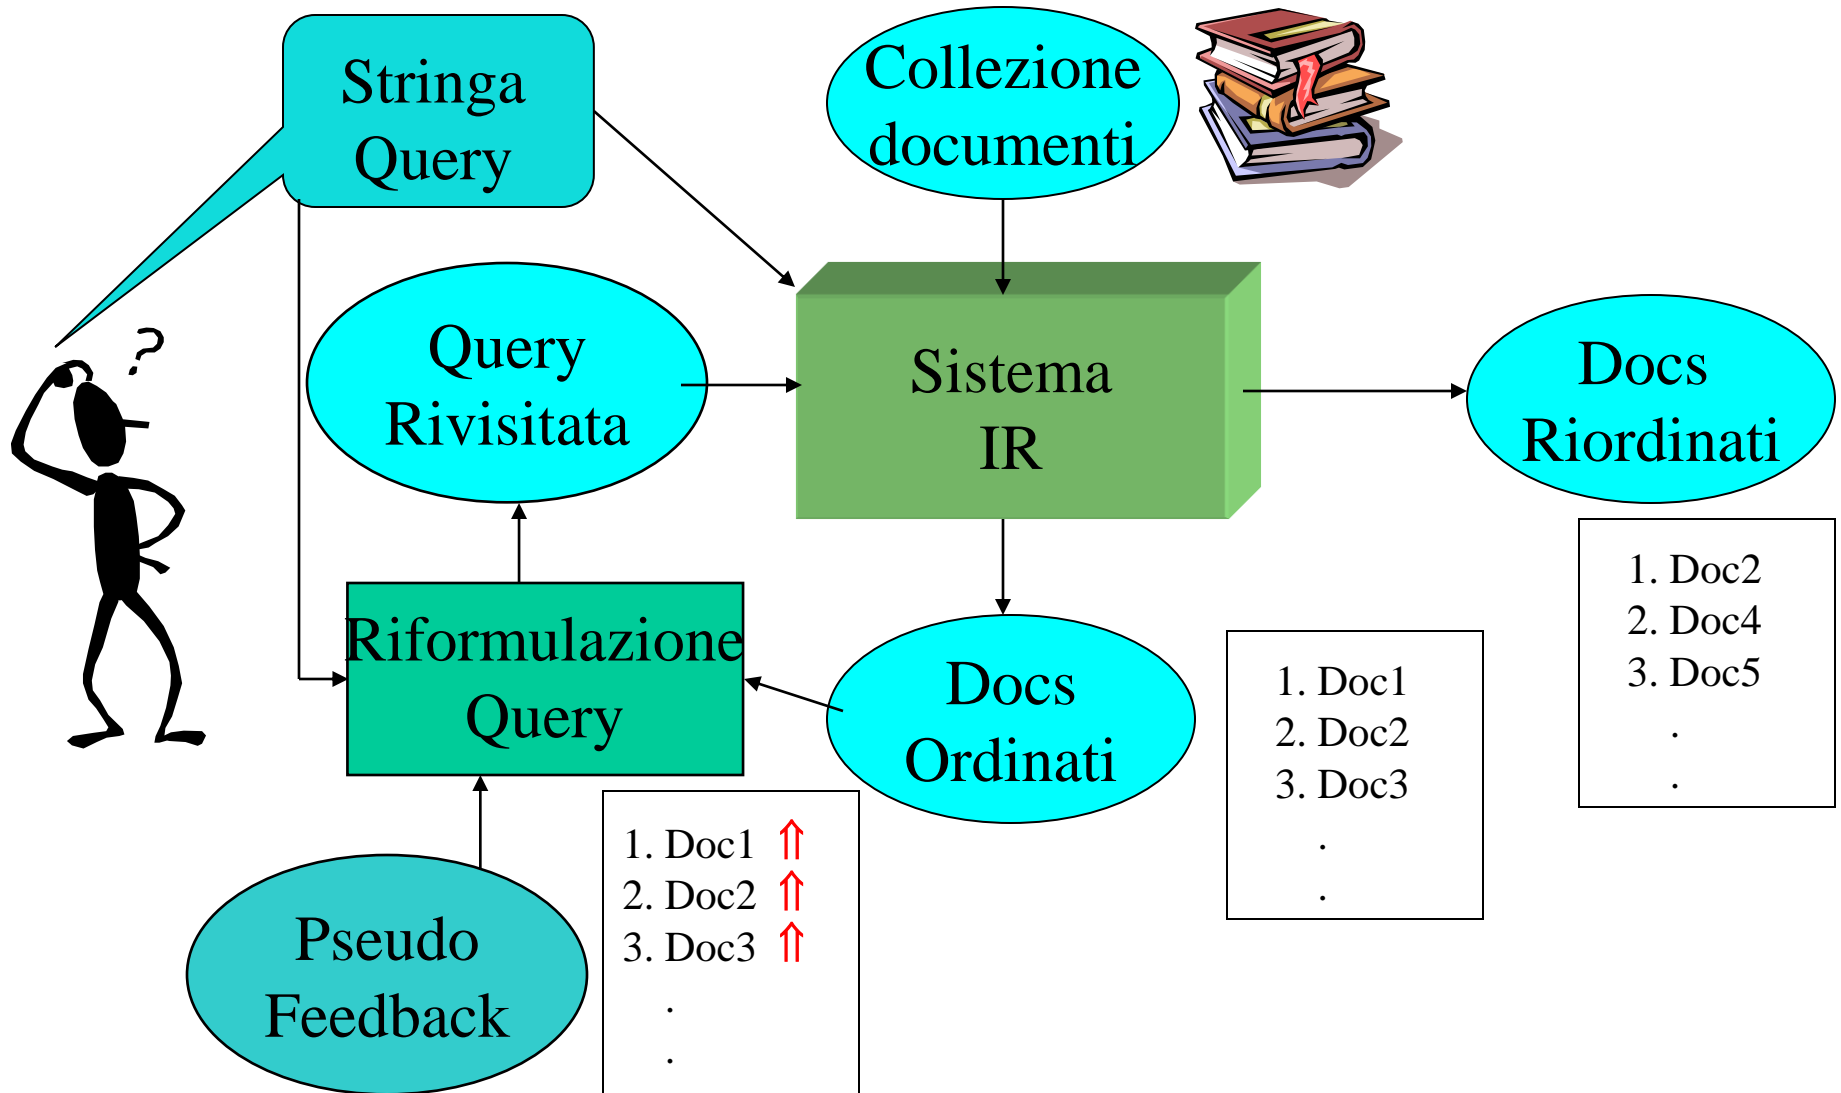 Stringa
Query
Collezione
documenti
?
Query
Rivisitata
Sistema
IR
Docs
Riordinati
1. Doc2
2. Doc4
3. Doc5
.
.
Riformulazione
Query
Docs
Ordinati
1. Doc1
2. Doc2
3. Doc3
.
.
1. Doc1 ⇑
2. Doc2 ⇑
3. Doc3 ⇑
.
.
Pseudo
Feedback